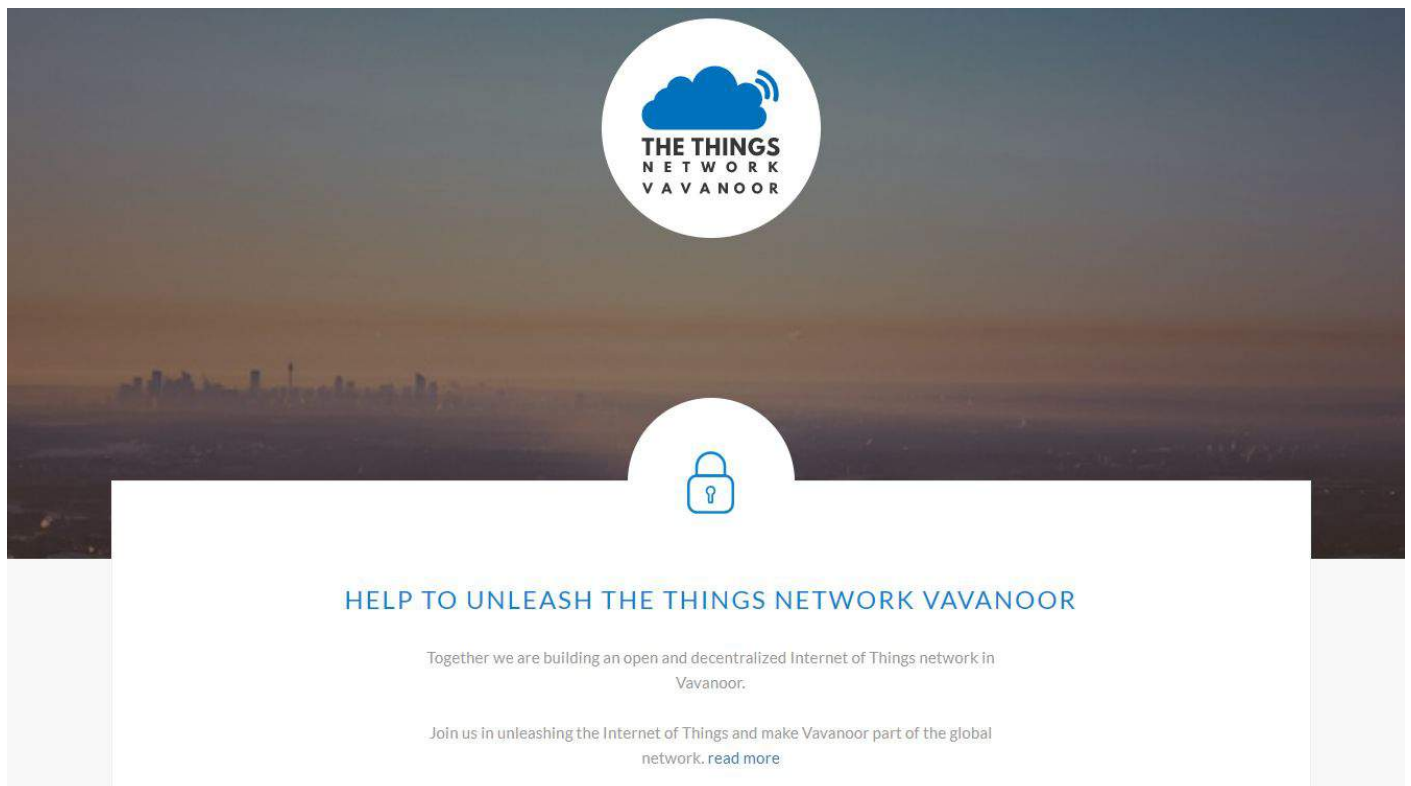 THE THINGS
NETWORK
VAVANOOR
HELP TO UNLEASH THE THINGS NETWORK VAVANOOR
Together we are building an open and decentralized Internet of Things network in
Vavanoor.
Join us in unleashing the Internet of Things and make Vavanoor part of the global
network. read more